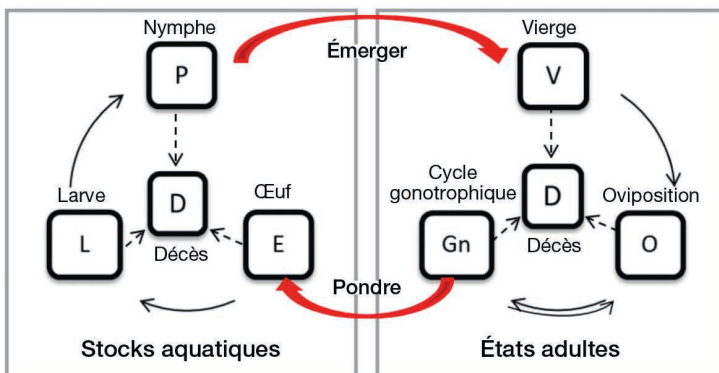 Nymphe
P
Émerger
Vierge
V
Larve
L
D
Décès
Œuf
E
Cycle
gonotrophique
Gn
D
Décès
Oviposition
O
Pondre
Stocks aquatiques
États adultes